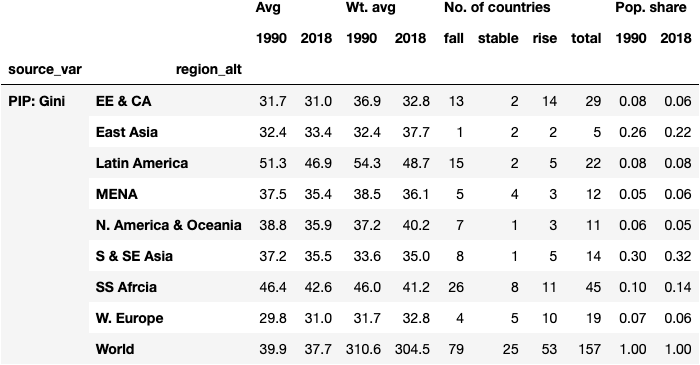 Avg Wt. avg No. of countries Pop. share
1990 2018 1990 2018 fall stable rise total 1990 2018
source_var region_alt
PIP: Gini EE & CA 31.7 31.0 36.9 32.8 13 2 14 29 0.08 0.06
East Asia 32.4 33.4 32.4 37.7 1 2 2 5 0.26 0.22
Latin America 51.3 46.9 54.3 48.7 15 2 5 22 0.08 0.08
MENA 37.5 35.4 38.5 36.1 5 4 3 12 0.05 0.06
N. America & Oceania 38.8 35.9 37.2 40.2 7 1 3 11 0.06 0.05
S & SE Asia 37.2 35.5 33.6 35.0 8 1 5 14 0.30 0.32
SS Afrcia 46.4 42.6 46.0 41.2 26 8 11 45 0.10 0.14
W. Europe 29.8 31.0 31.7 32.8 4 5 10 19 0.07 0.06
World 39.9 37.7 310.6 304.5 79 25 53 157 1.00 1.00